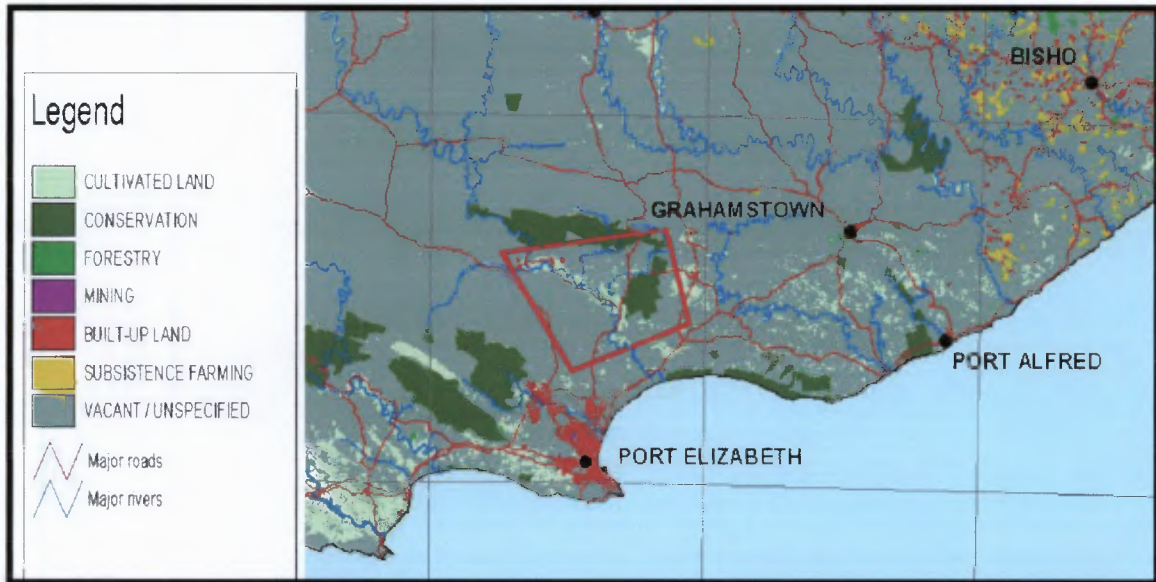 Legend
CULTIVATED LAND
CONSERVATION
FORESTRY
MINING
BUILT-UP LAND
SUBSISTENCE FARMING
VACANT / UNSPECIFIED
Major roads
Major rivers
BISHO
GRAHAMSTOWN
PORT ALFRED
PORT ELIZABETH